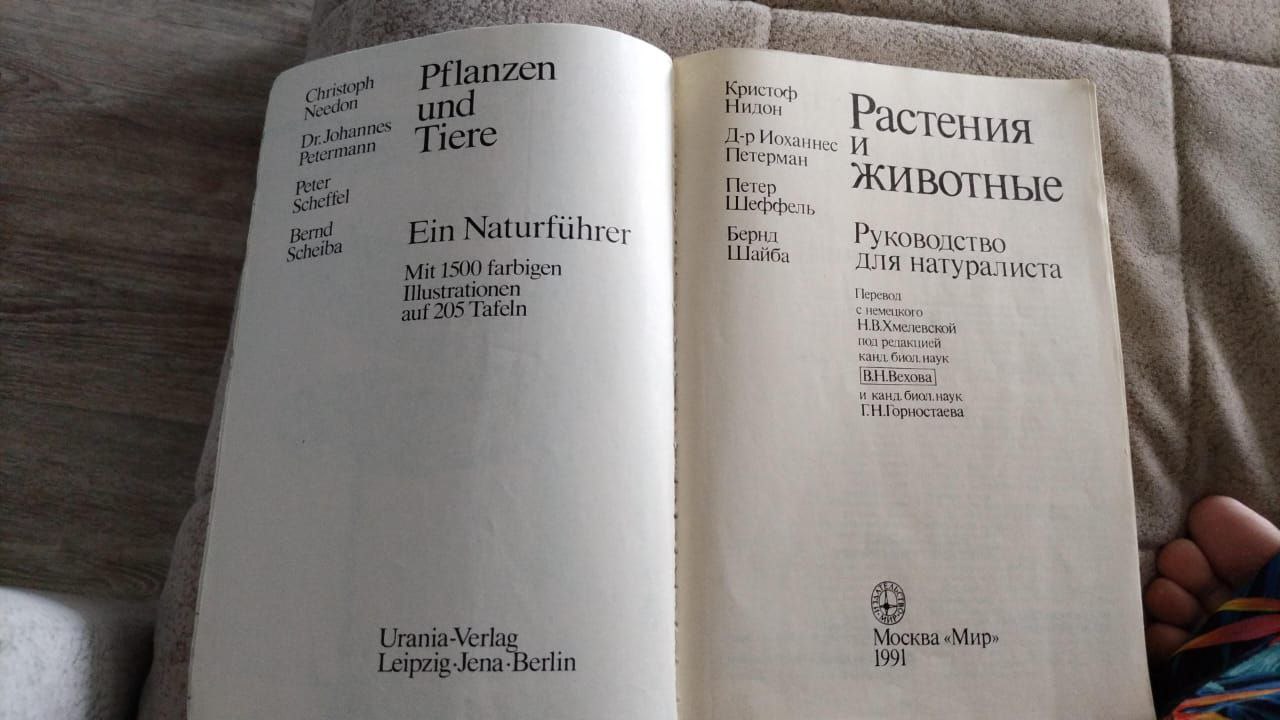 Christoph
Needon
Dr. Johannes
Petermann
Peter
Scheffel
Bernd
Scheiba
Pflanzen
und
Tiere
Ein Naturführer
Mit 1500 farbigen
Illustrationen
auf 205 Tafeln
Urania-Verlag
Leipzig·Jena·Berlin
Кристоф
Нидон
Д-р Иоханнес
Петерман
Петер
Шеффель
Бернд
Шайба
Растения
и
животные
Руководство
для натуралиста
Перевод
с немецкого
Н.В.Хмелевской
под редакцией
канд. биол. наук
В.Н.Вехова
и канд. биол. наук
Г.Н.Горностаева
ИЗДАТЕЛЬСТВО
МИР
Москва «Мир»
1991